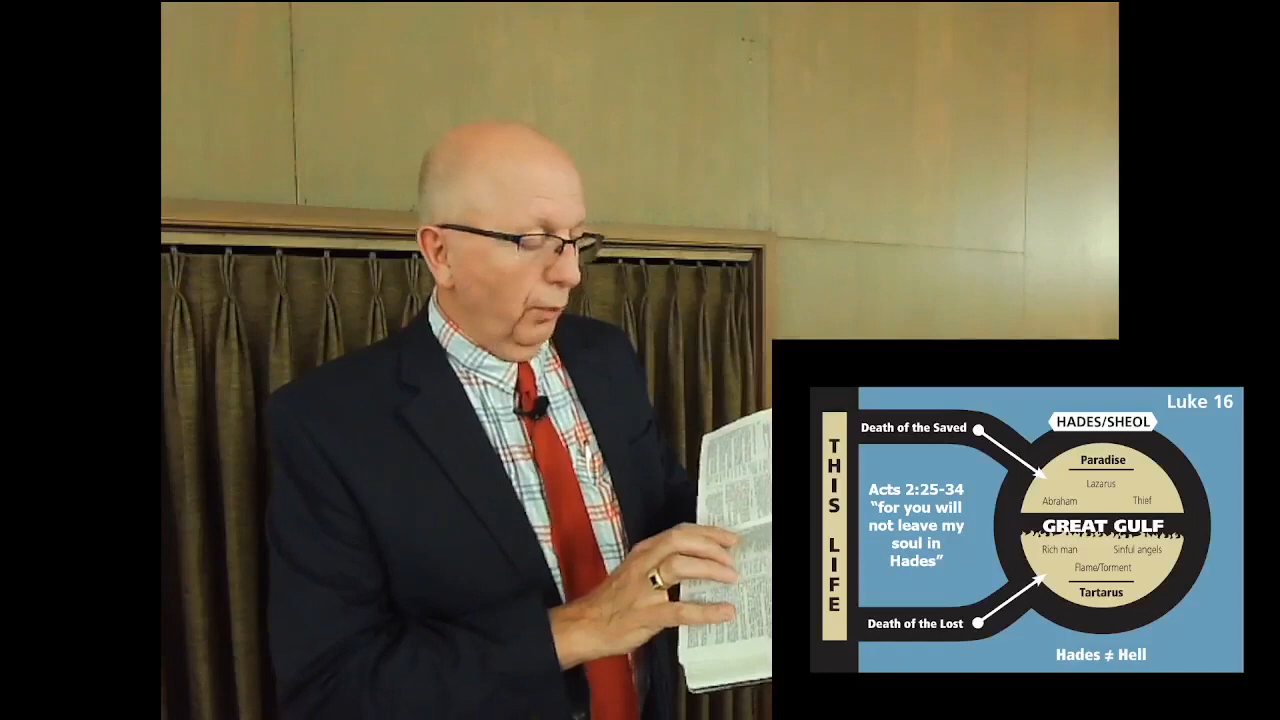 Luke 16
HADES/SHEOL
THIS LIFE
Death of the Saved
Paradise
Lazarus
Abraham Thief
GREAT GULF
Rich man Sinful angels
Flame/Torment
Tartarus
Acts 2:25-34
“for you will
not leave my
soul in
Hades”
Death of the Lost
Hades ≠ Hell